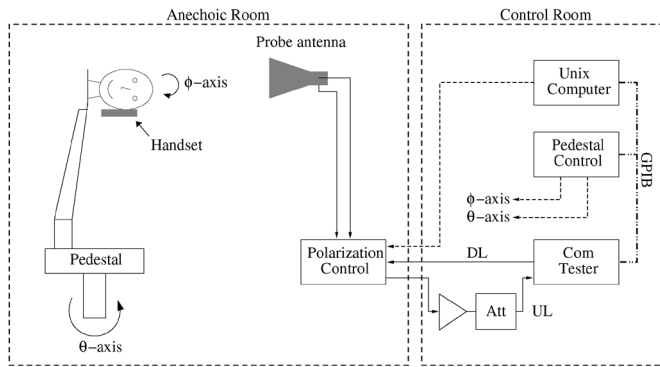 Anechoic Room
Control Room
Probe antenna
ϕ−axis
Handset
Unix
Computer
Pedestal
Control
GPIB
ϕ−axis
θ−axis
Pedestal
Polarization
Control
DL
Com
Tester
Att
UL
θ−axis